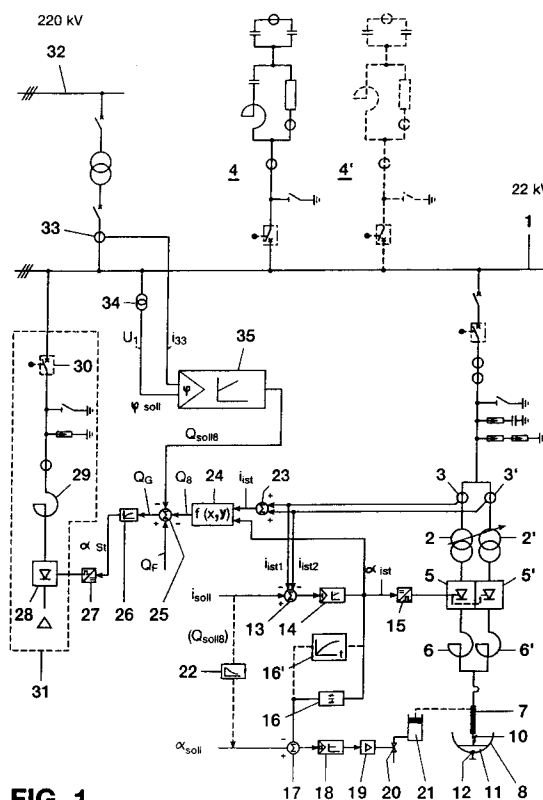 220 kV
32
4
4'
22 kV
1
33
34
35
U1
i33
φ
φ soll
30
Qsoll8
29
24
23
3
3'
QG
Q8
f (x,y)
iist
2
2'
α St
QF
iist1
iist2
α ist
5
5'
28
27
26
25
isoll
13
14
15
6
6'
(Qsoll8)
16'
t
31
22
16
7
10
αsoll
17
18
19
20
21
12
11
8
FIG. 1